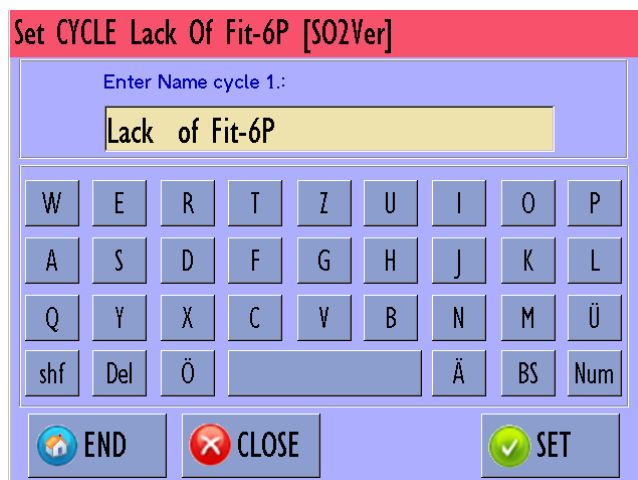 Set CYCLE Lack Of Fit-6P [SO2Ver]
Enter Name cycle 1.:
Lack of Fit-6P
W E R T Z U I O P
A S D F G H J K L
Q Y X C V B N M Ü
shf Del Ö Ä BS Num
END CLOSE SET